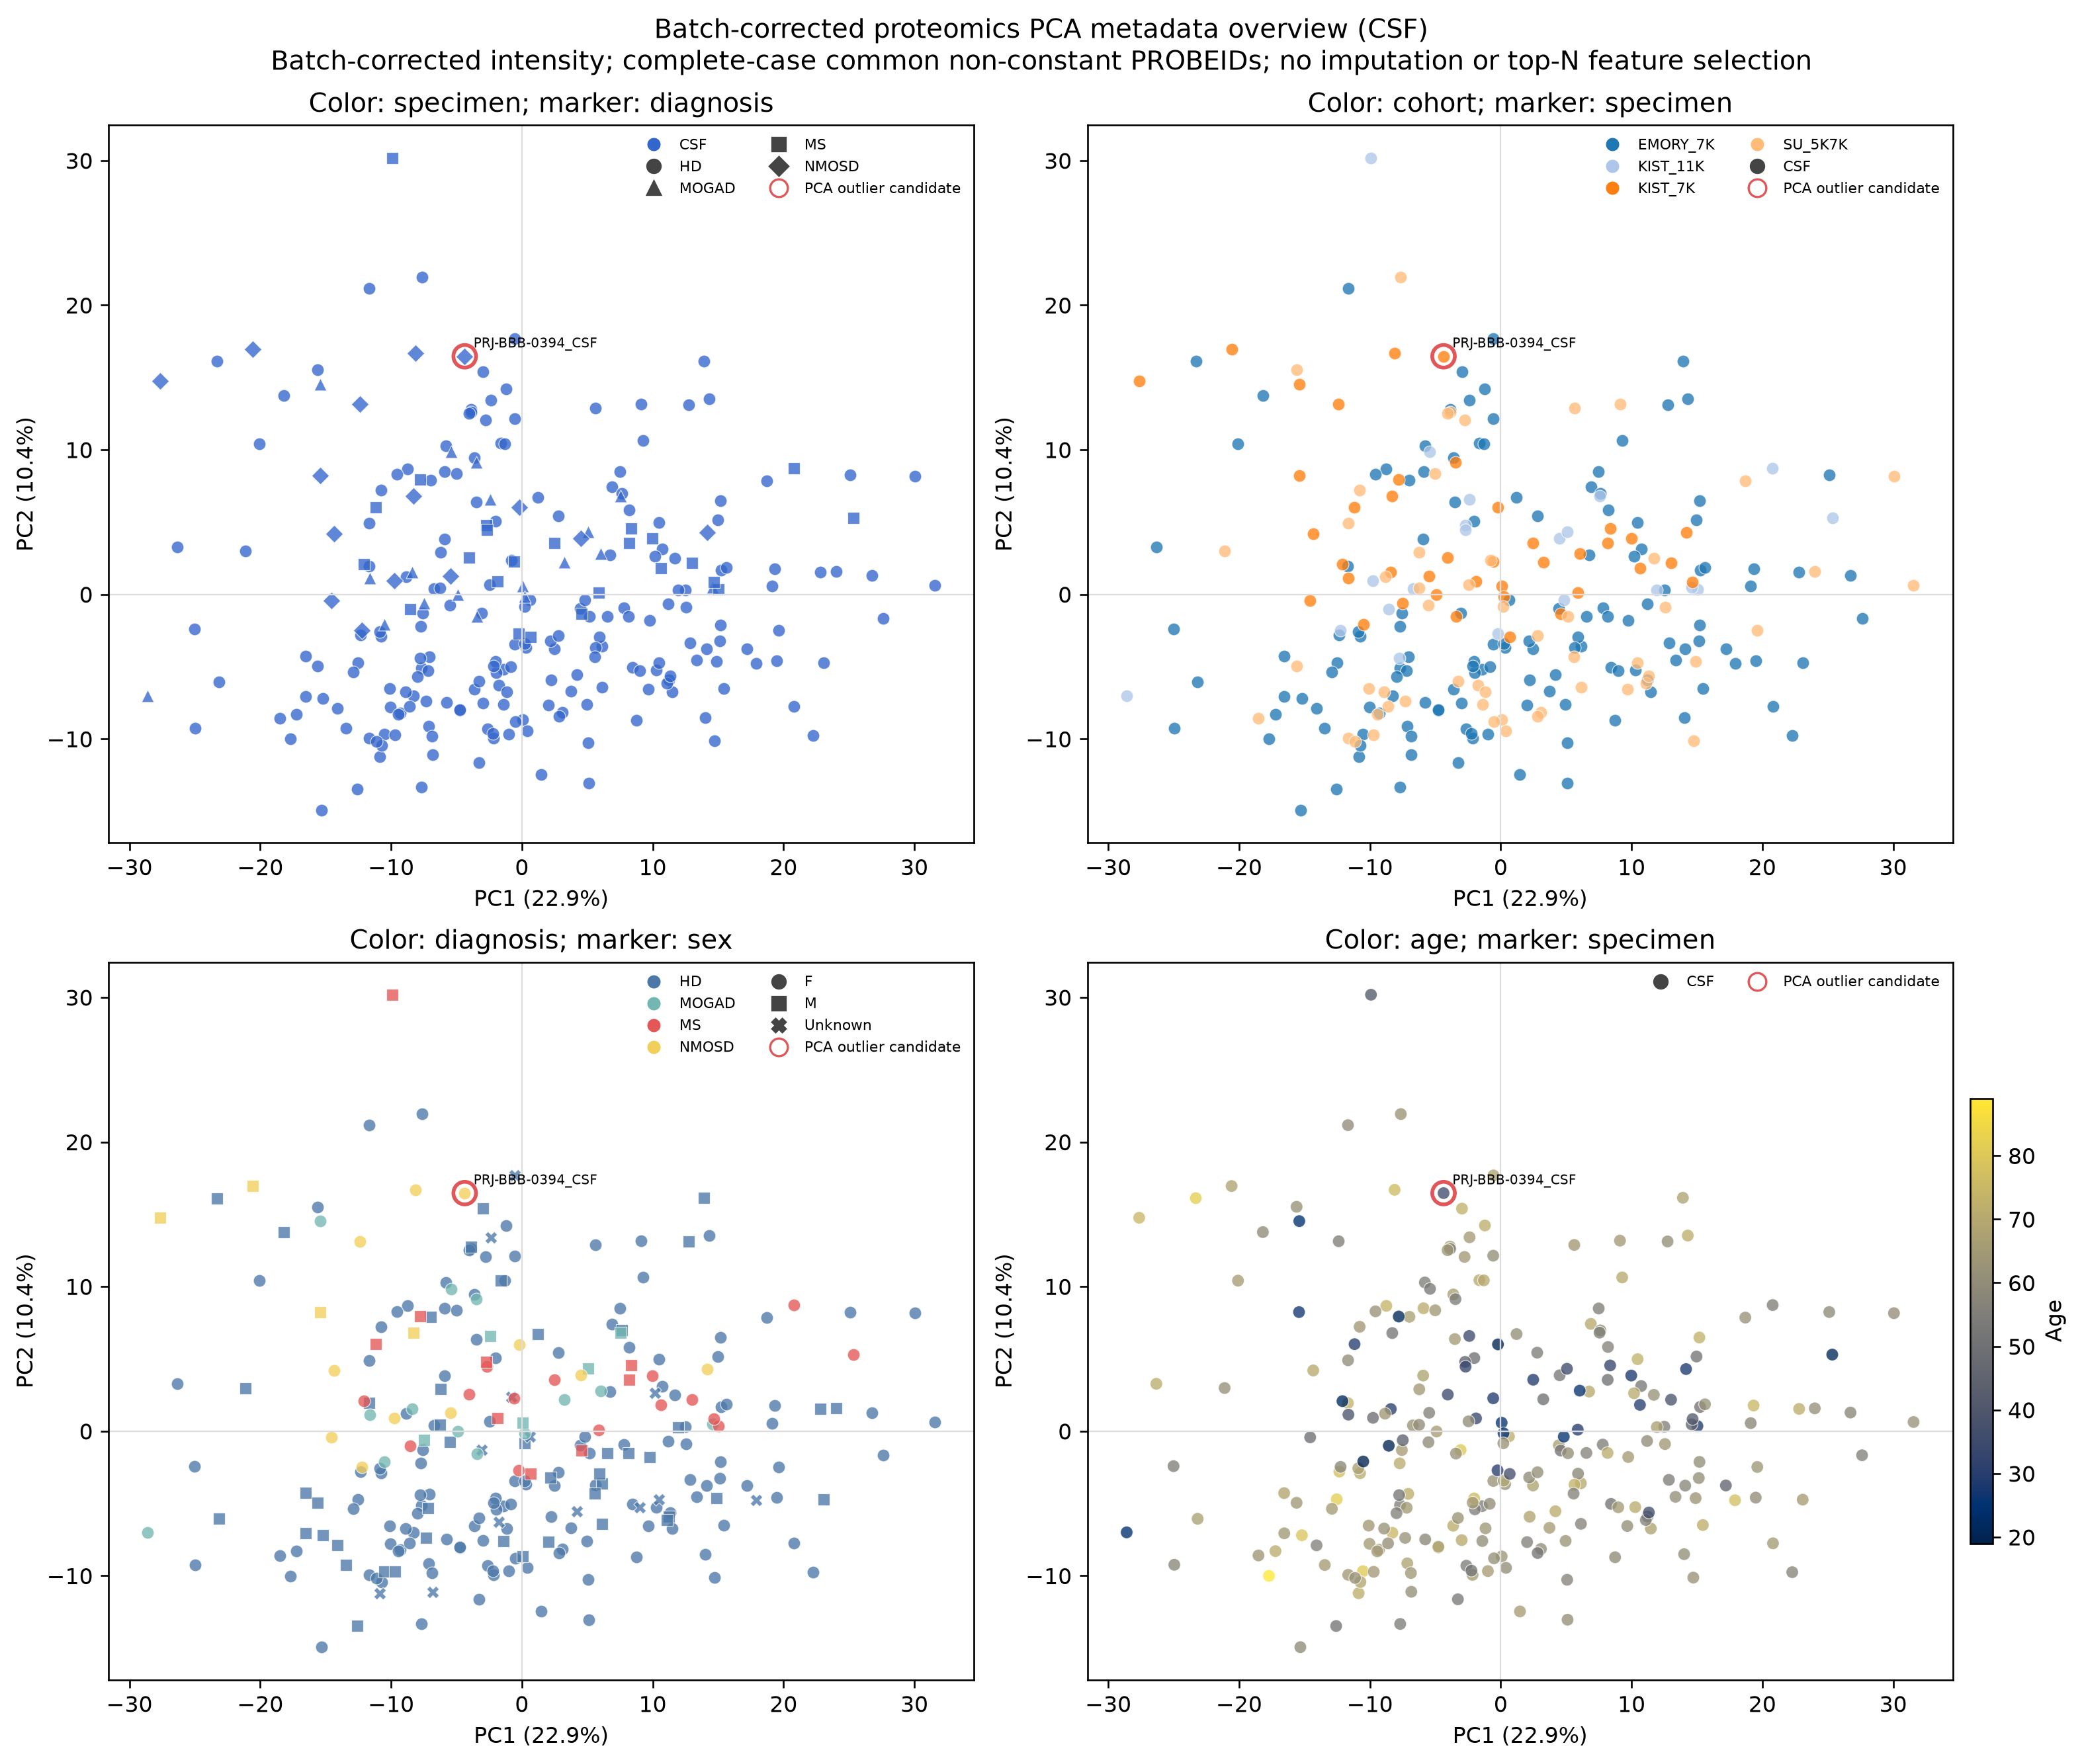 Batch-corrected proteomics PCA metadata overview (CSF)
Batch-corrected intensity; complete-case common non-constant PROBEIDs; no imputation or top-N feature selection
Color: specimen; marker: diagnosis
CSF
HD
MOGAD
MS
NMOSD
PCA outlier candidate
PRJ-BBB-0394_CSF
30
20
10
0
−10
PC2 (10.4%)
−30
−20
−10
0
10
20
30
PC1 (22.9%)
Color: cohort; marker: specimen
EMORY_7K
KIST_11K
KIST_7K
SU_5K7K
CSF
PCA outlier candidate
PRJ-BBB-0394_CSF
30
20
10
0
−10
PC2 (10.4%)
−30
−20
−10
0
10
20
30
PC1 (22.9%)
Color: diagnosis; marker: sex
HD
MOGAD
MS
NMOSD
F
M
Unknown
PCA outlier candidate
PRJ-BBB-0394_CSF
30
20
10
0
−10
PC2 (10.4%)
−30
−20
−10
0
10
20
30
PC1 (22.9%)
Color: age; marker: specimen
CSF
PCA outlier candidate
PRJ-BBB-0394_CSF
30
20
10
0
−10
PC2 (10.4%)
−30
−20
−10
0
10
20
30
PC1 (22.9%)
80
70
60
50
40
30
20
Age